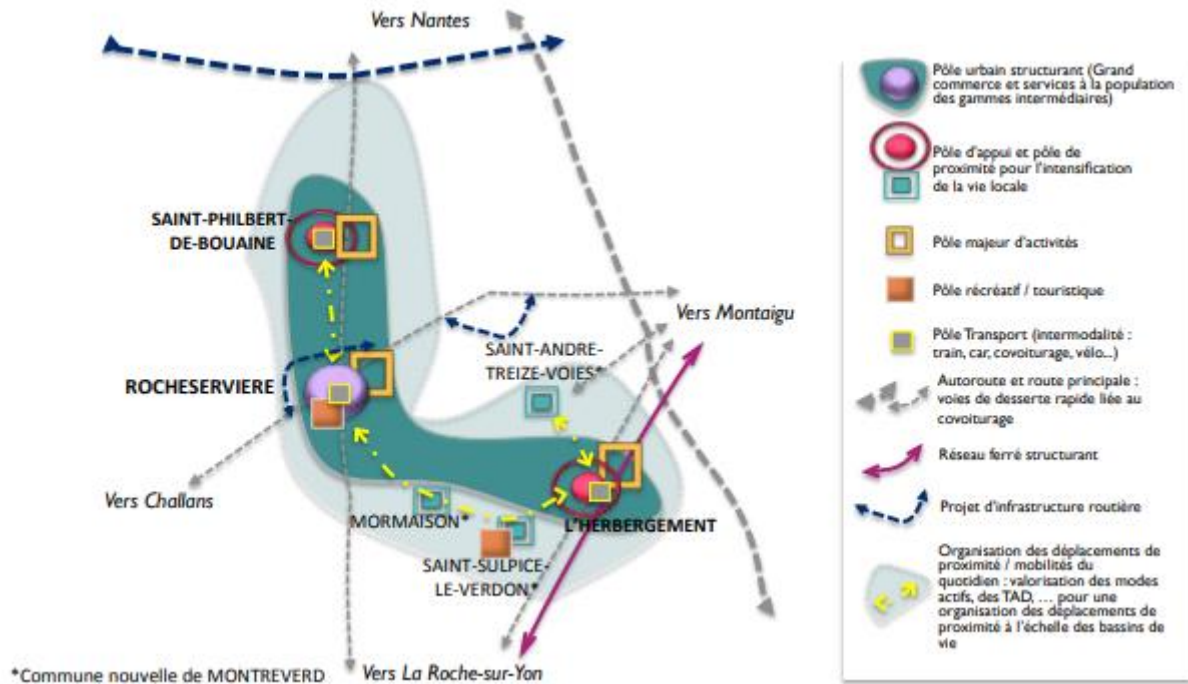 Vers Nantes
SAINT-PHILBERT-
DE-BOUAINE
Vers Montaigu
SAINT-ANDRE-
TREIZE-VOIES*
ROCHESERVIERE
Vers Challans
MORMAISON*
L'HERBERGEMENT
SAINT-SULPICE-
LE-VERDON*
*Commune nouvelle de MONTREVERD
Vers La Roche-sur-Yon
Pôle urbain structurant (Grand
commerce et services à la population
des gammes intermédiaires)
Pôle d'appui et pôle de
proximité pour l'intensification
de la vie locale
Pôle majeur d'activités
Pôle récréatif / touristique
Pôle Transport (intermodalité :
train, car, covoiturage, vélo...)
Autoroute et route principale :
voies de desserte rapide liée au
covoiturage
Réseau ferré structurant
Projet d'infrastructure routière
Organisation des déplacements de
proximité / mobilités du
quotidien : valorisation des modes
actifs, des TAD, ... pour une
organisation des déplacements de
proximité à l'échelle des bassins de
vie